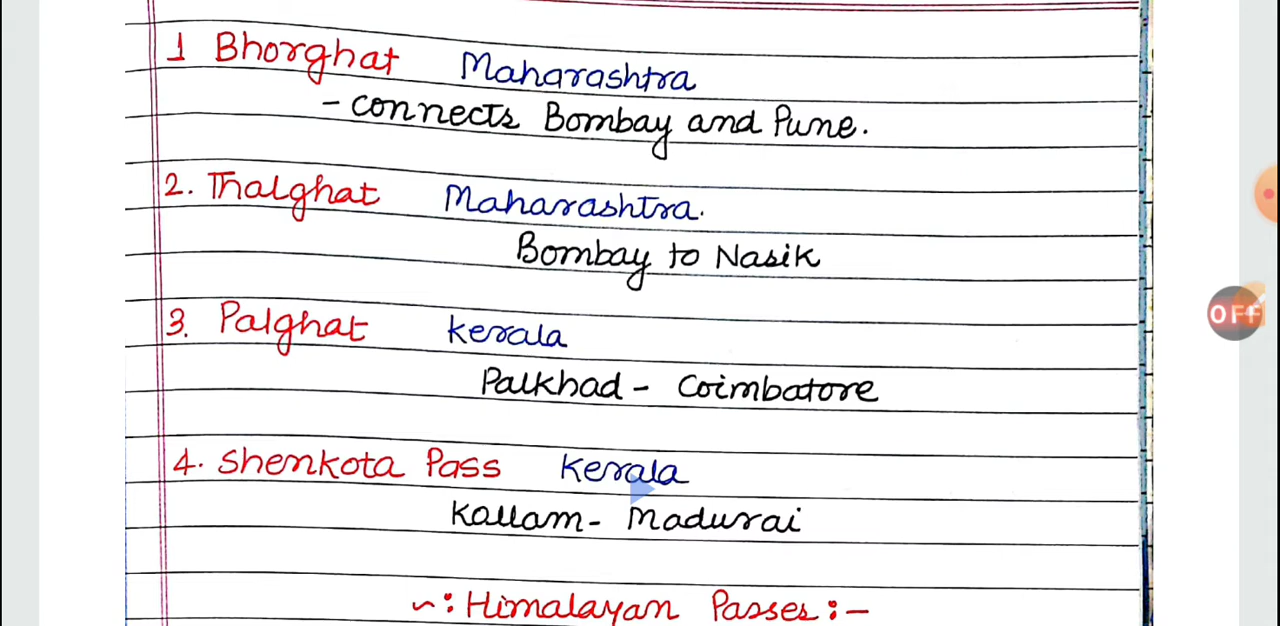 1 Bhorghat Maharashtra
- connects Bombay and Pune.
2. Thalghat Maharashtra.
Bombay to Nasik
3. Palghat Kerala
Palkhad - Coimbatore
4. Shenkota Pass Kerala
Kollam - Madurai
~: Himalayan Passes :-
OFF